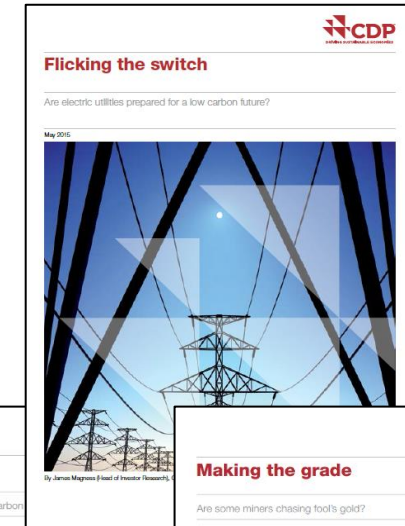 CDP
Flicking the switch
Are electric utilities prepared for a low carbon future?
May 2015
By James Magness (Head of Investor Research),
arbon
Making the grade
Are some miners chasing fool's gold?